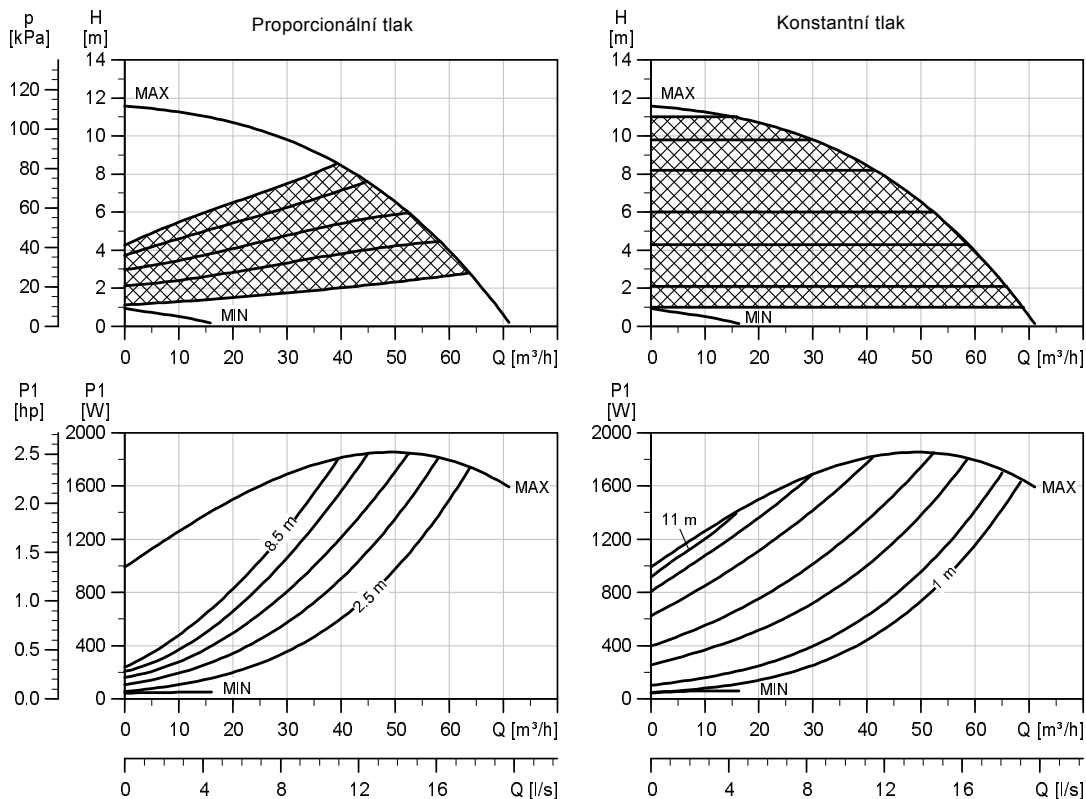 Proporcionální tlak
Konstantní tlak
p
[kPa]
H
[m]
H
[m]
14
12
10
8
6
4
2
0
120
100
80
60
40
20
0
MAX
MIN
0 10 20 30 40 50 60 Q [m³/h]
14
12
10
8
6
4
2
0
MAX
MIN
0 10 20 30 40 50 60 Q [m³/h]
P1
[hp]
P1
[W]
P1
[W]
2.5
2.0
1.5
1.0
0.5
0.0
2000
1600
1200
800
400
0
8.5 m
2.5 m
MAX
MIN
0 10 20 30 40 50 60 Q [m³/h]
2000
1600
1200
800
400
0
11 m
1 m
MAX
MIN
0 10 20 30 40 50 60 Q [m³/h]
0 4 8 12 16 Q [l/s]
0 4 8 12 16 Q [l/s]